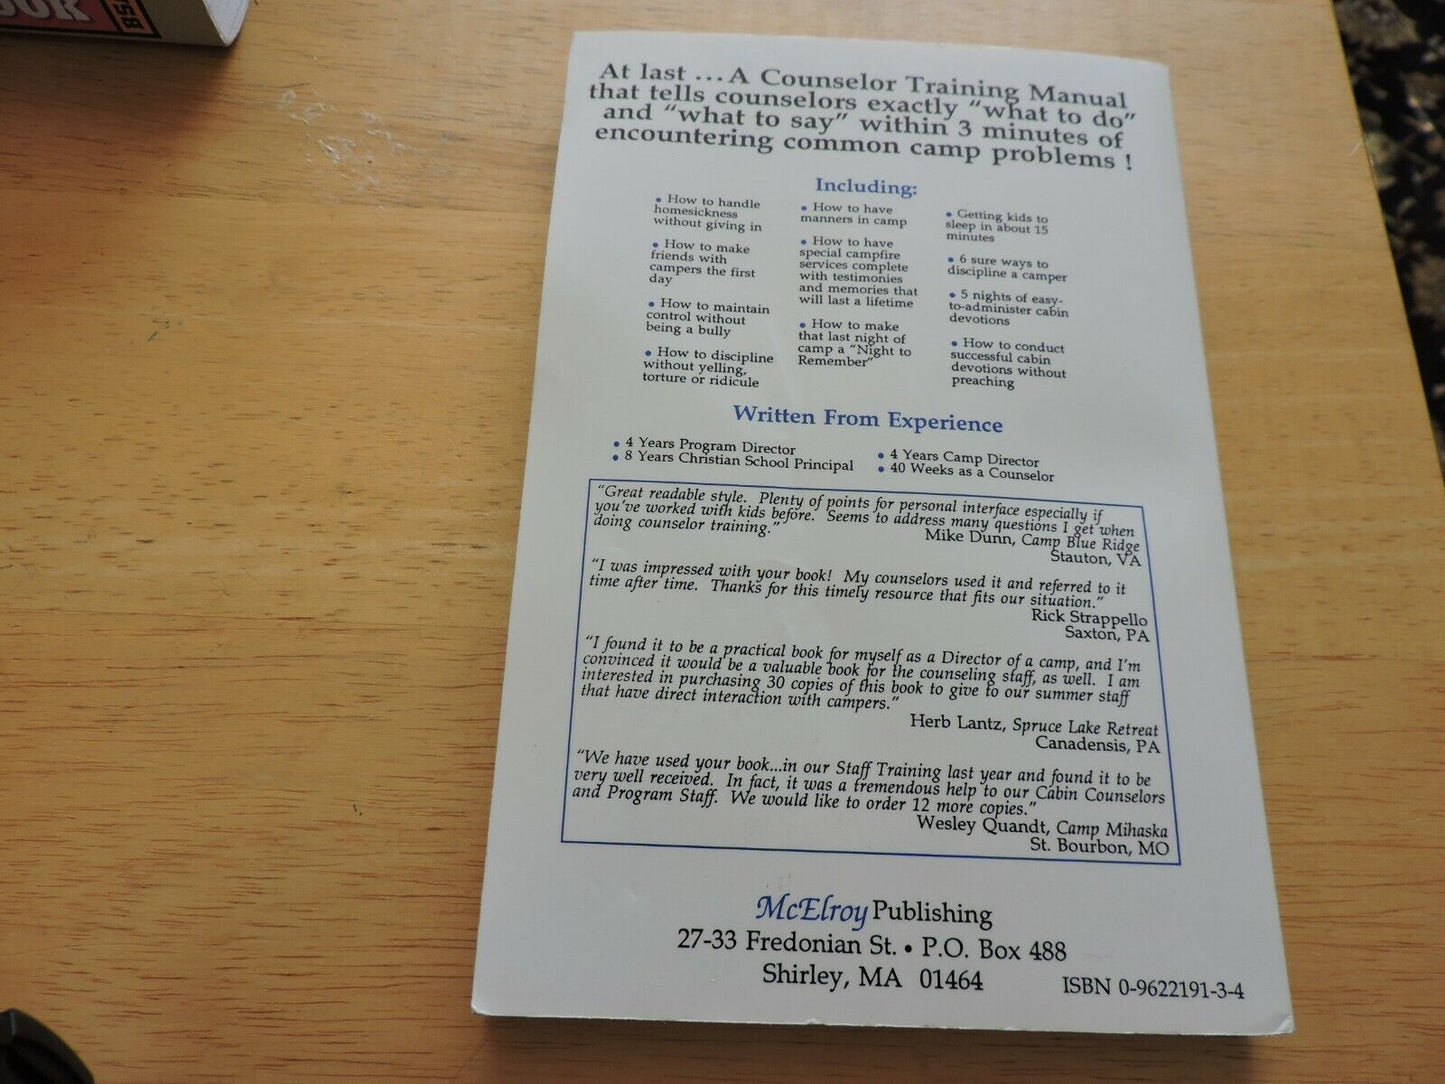 At last ...A Counselor Training Manual
that tells counselors exactly “what to do”
and “what to say” within 3 minutes of
encountering common camp problems !
Including:
• How to handle
homesickness
without giving in
• How to make
friends with
campers the first
day
• How to maintain
control without
being a bully
• How to discipline
without yelling,
torture or ridicule
• How to have
manners in camp
• How to have
special campfire
services complete
with testimonies
and memories that
will last a lifetime
• How to make
that last night of
camp a “Night to
Remember”
• Getting kids to
sleep in about 15
minutes
• 6 sure ways to
discipline a camper
• 5 nights of easy-
to-administer cabin
devotions
• How to conduct
successful cabin
devotions without
preaching
Written From Experience
• 4 Years Program Director
• 8 Years Christian School Principal
• 4 Years Camp Director
• 40 Weeks as a Counselor
“Great readable style. Plenty of points for personal interface especially if
you’ve worked with kids before. Seems to address many questions I get when
doing counselor training.”
Mike Dunn, Camp Blue Ridge
Stauton, VA
“I was impressed with your book! My counselors used it and referred to it
time after time. Thanks for this timely resource that fits our situation.”
Rick Strappello
Saxton, PA
“I found it to be a practical book for myself as a Director of a camp, and I’m
convinced it would be a valuable book for the counseling staff, as well. I am
interested in purchasing 30 copies of this book to give to our summer staff
that have direct interaction with campers.”
Herb Lantz, Spruce Lake Retreat
Canadensis, PA
“We have used your book...in our Staff Training last year and found it to be
very well received. In fact, it was a tremendous help to our Cabin Counselors
and Program Staff. We would like to order 12 more copies.”
Wesley Quandt, Camp Mihaska
St. Bourbon, MO
McElroy Publishing
27-33 Fredonian St. • P.O. Box 488
Shirley, MA 01464
ISBN 0-9622191-3-4